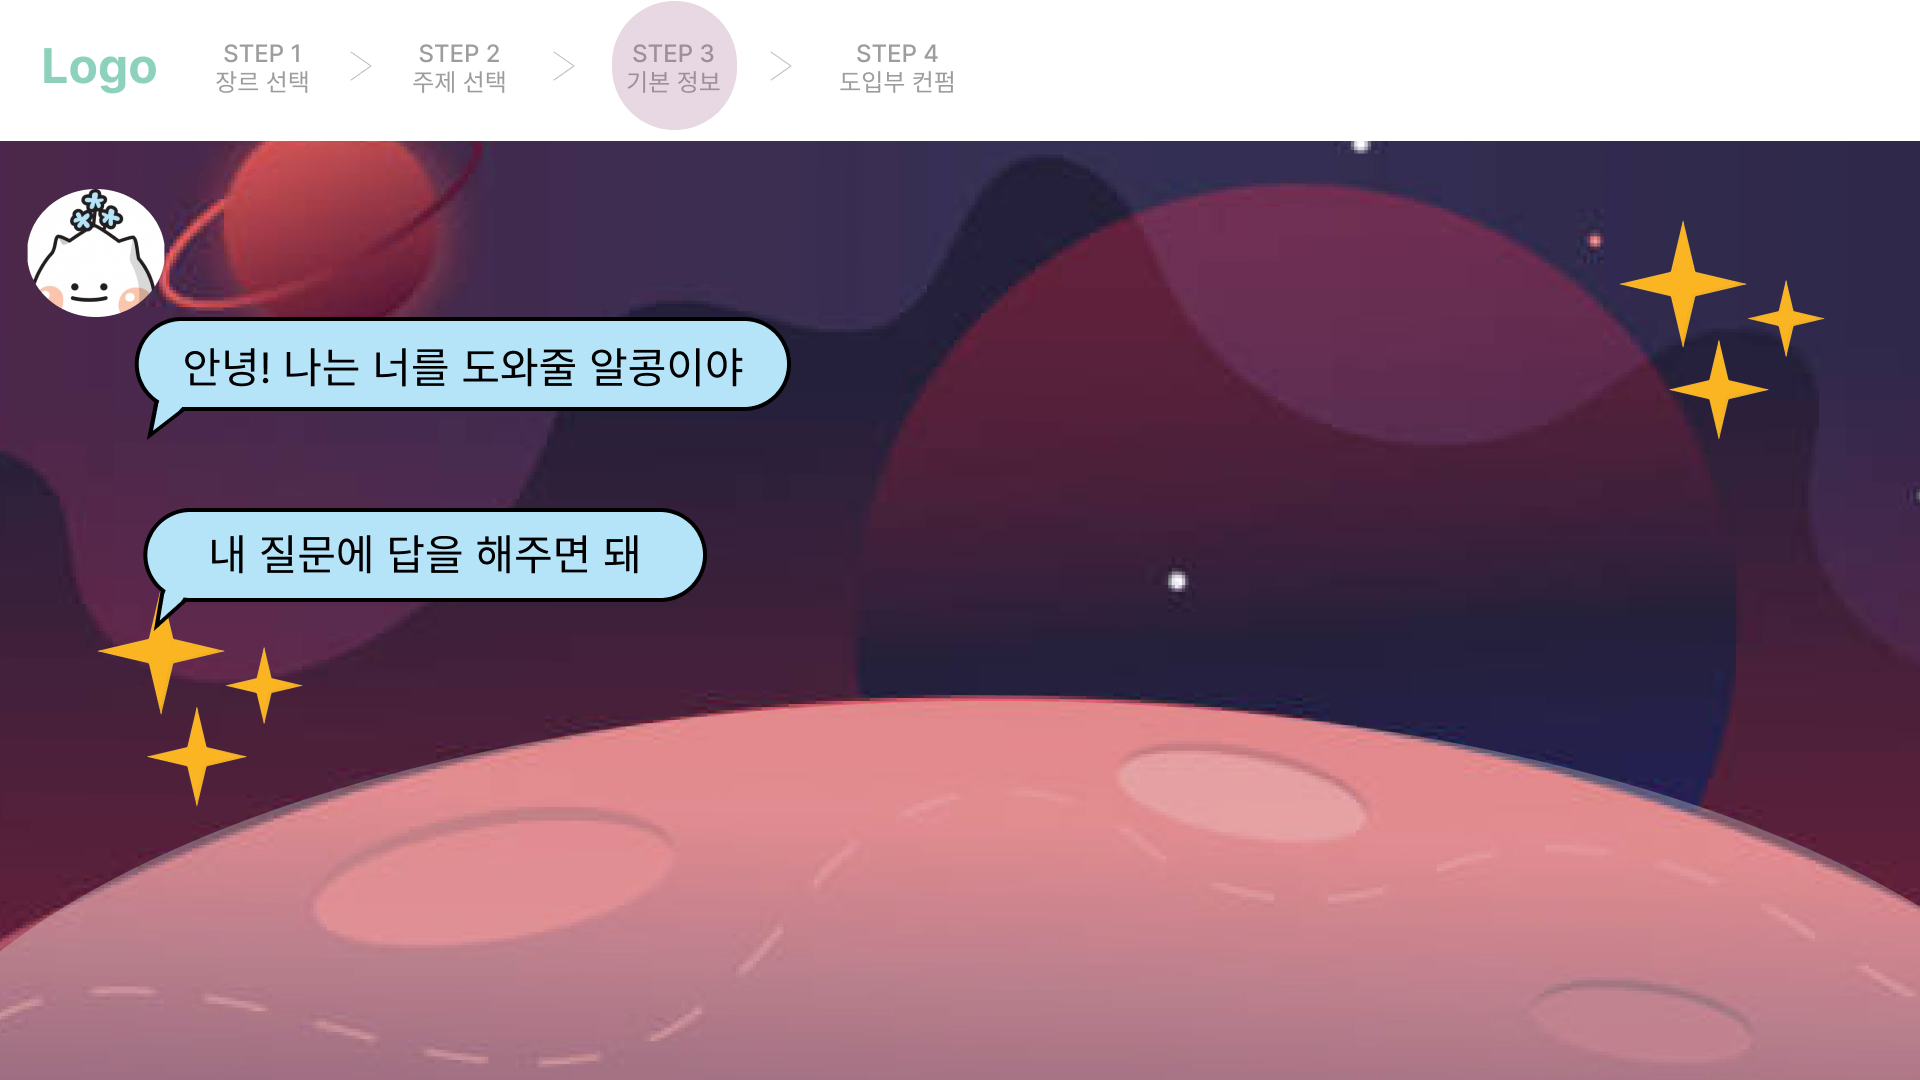 Logo
STEP 1
장르 선택
STEP 2
주제 선택
STEP 3
기본 정보
STEP 4
도입부 컨펌
안녕! 나는 너를 도와줄 알콩이야
내 질문에 답을 해주면 돼